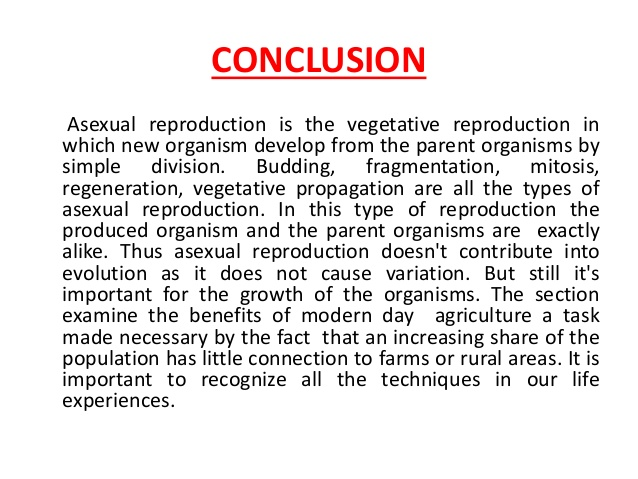 CONCLUSION
Asexual reproduction is the vegetative reproduction in
which new organism develop from the parent organisms by
simple division. Budding, fragmentation, mitosis,
regeneration, vegetative propagation are all the types of
asexual reproduction. In this type of reproduction the
produced organism and the parent organisms are exactly
alike. Thus asexual reproduction doesn't contribute into
evolution as it does not cause variation. But still it's
important for the growth of the organisms. The section
examine the benefits of modern day agriculture a task
made necessary by the fact that an increasing share of the
population has little connection to farms or rural areas. It is
important to recognize all the techniques in our life
experiences.